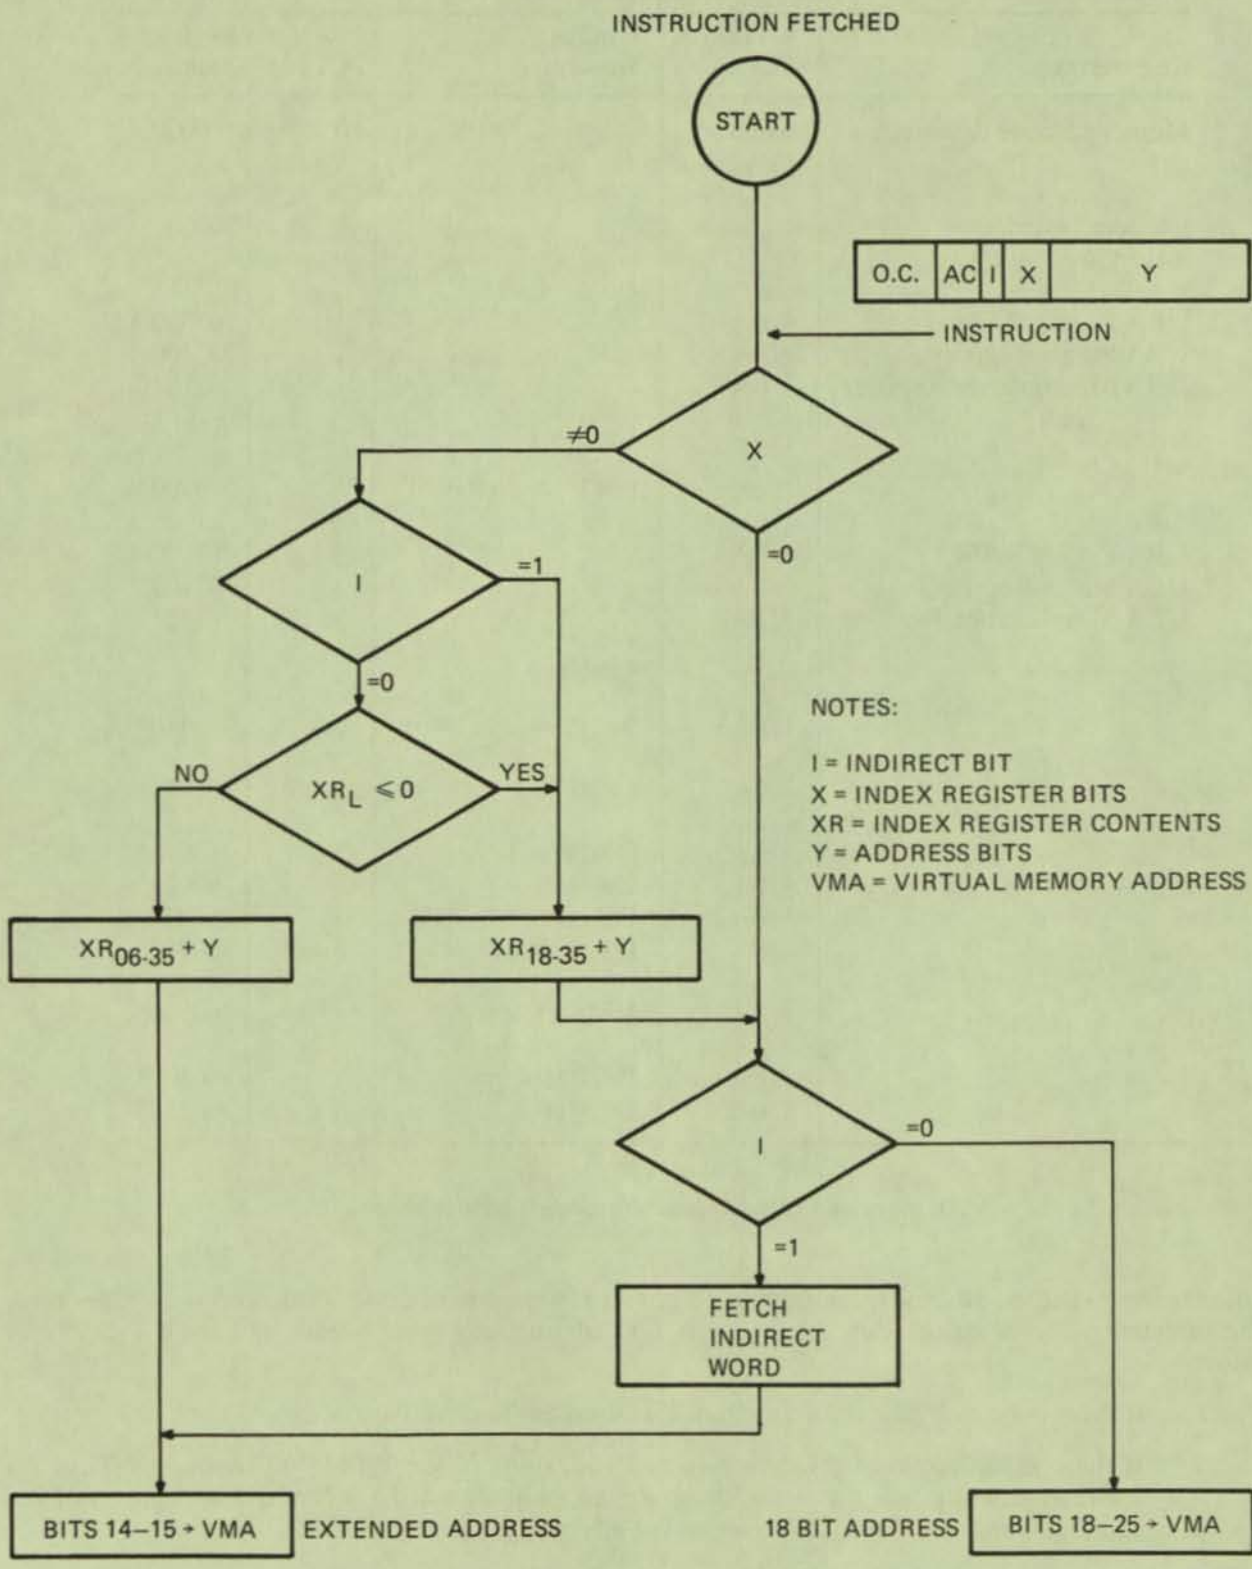 INSTRUCTION FETCHED
START
O.C. AC I X Y
INSTRUCTION
X
≠0
=0
I
=1
=0
XRL ≤0
NO
YES
NOTES:
I = INDIRECT BIT
X = INDEX REGISTER BITS
XR = INDEX REGISTER CONTENTS
Y = ADDRESS BITS
VMA = VIRTUAL MEMORY ADDRESS
XR06-35 + Y
XR18-35 + Y
I
=0
=1
FETCH
INDIRECT
WORD
BITS 14–15 → VMA
EXTENDED ADDRESS
18 BIT ADDRESS
BITS 18–25 → VMA